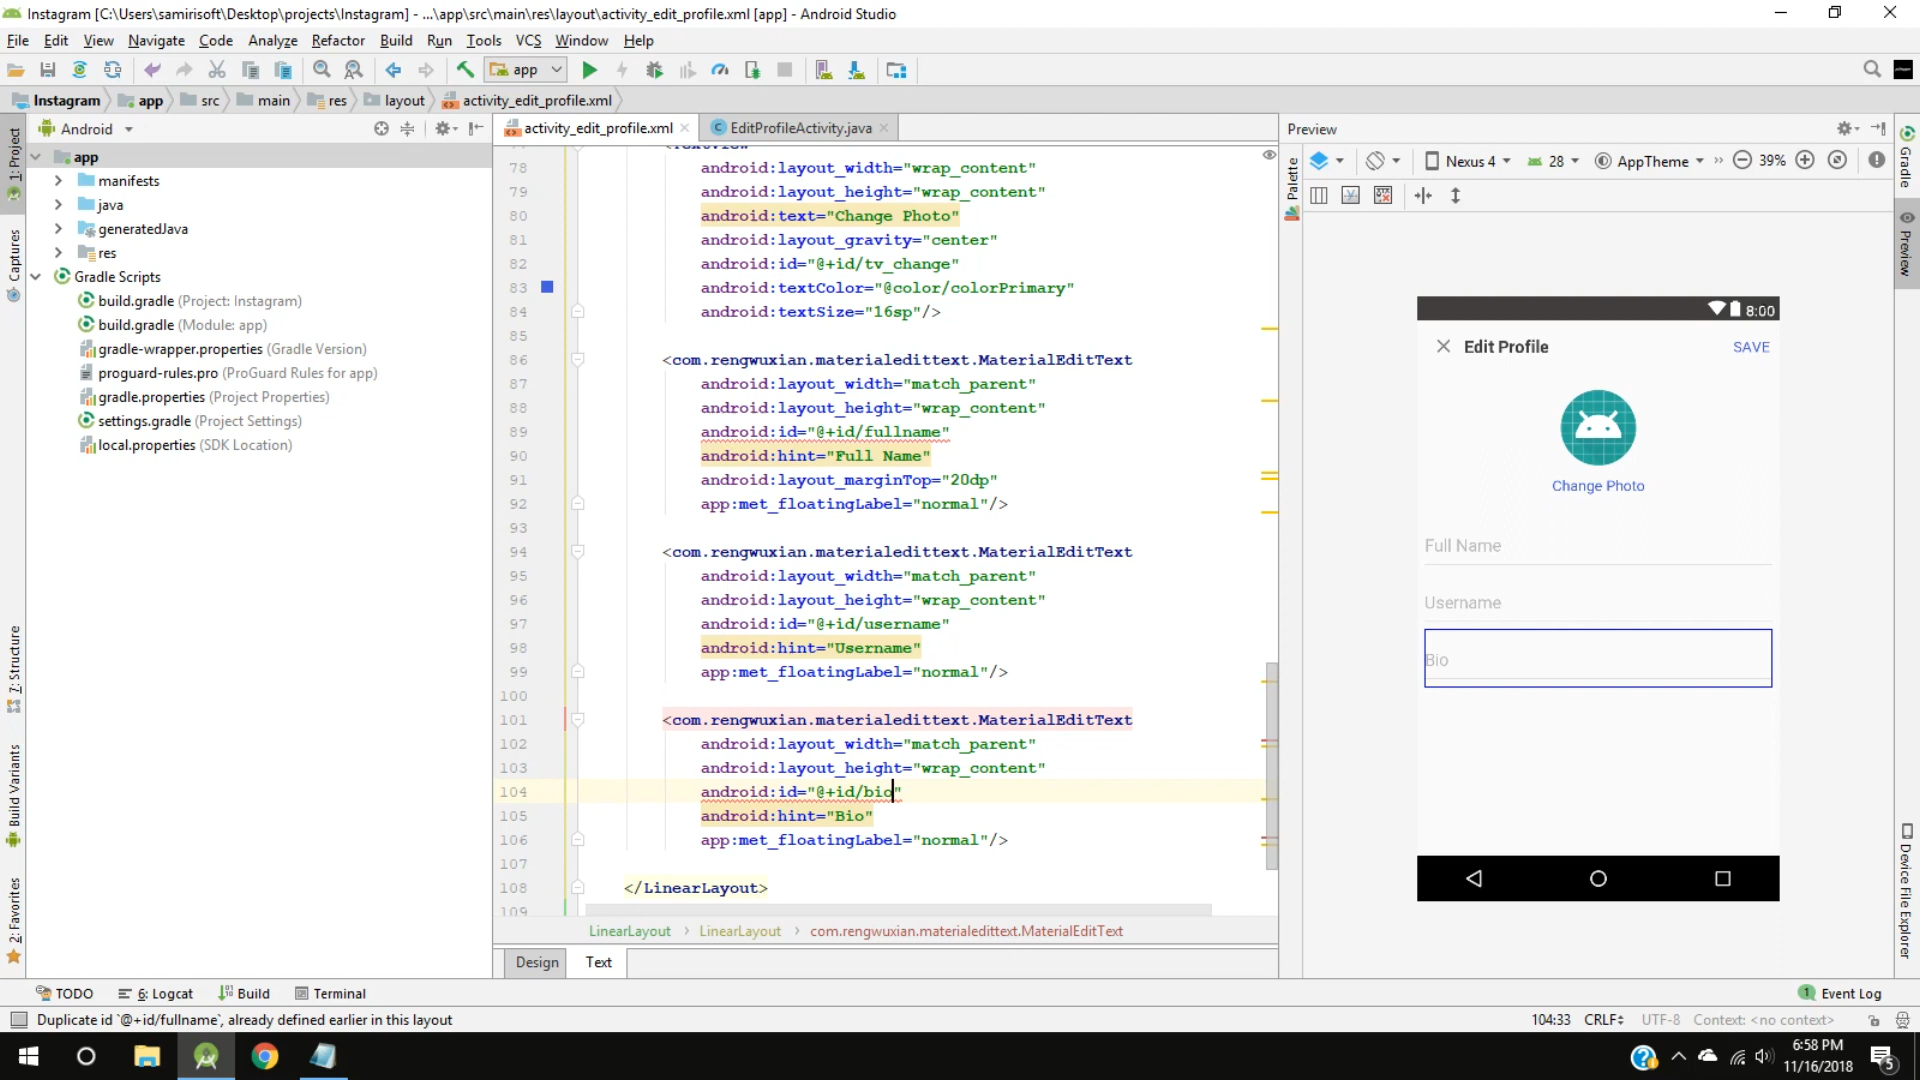 Instagram [C:\Users\samirisoft\Desktop\projects\Instagram] - ...\app\src\main\res\layout\activity_edit_profile.xml [app] - Android Studio
File Edit View Navigate Code Analyze Refactor Build Run Tools VCS Window Help
app
Instagram app src main res layout activity_edit_profile.xml
Android
activity_edit_profile.xml
EditProfileActivity.java
Preview
1: Project
Captures
7: Structure
Build Variants
2: Favorites
app
manifests
java
generatedJava
res
Gradle Scripts
build.gradle (Project: Instagram)
build.gradle (Module: app)
gradle-wrapper.properties (Gradle Version)
proguard-rules.pro (ProGuard Rules for app)
gradle.properties (Project Properties)
settings.gradle (Project Settings)
local.properties (SDK Location)
78 android:layout_width="wrap_content"
79 android:layout_height="wrap_content"
80 android:text="Change Photo"
81 android:layout_gravity="center"
82 android:id="@+id/tv_change"
83 android:textColor="@color/colorPrimary"
84 android:textSize="16sp"/>
85
86 <com.rengwuxian.materialedittext.MaterialEditText
87 android:layout_width="match_parent"
88 android:layout_height="wrap_content"
89 android:id="@+id/fullname"
90 android:hint="Full Name"
91 android:layout_marginTop="20dp"
92 app:met_floatingLabel="normal"/>
93
94 <com.rengwuxian.materialedittext.MaterialEditText
95 android:layout_width="match_parent"
96 android:layout_height="wrap_content"
97 android:id="@+id/username"
98 android:hint="Username"
99 app:met_floatingLabel="normal"/>
100
101 <com.rengwuxian.materialedittext.MaterialEditText
102 android:layout_width="match_parent"
103 android:layout_height="wrap_content"
104 android:id="@+id/bio"
105 android:hint="Bio"
106 app:met_floatingLabel="normal"/>
107
108 </LinearLayout>
109
LinearLayout › LinearLayout › com.rengwuxian.materialedittext.MaterialEditText
Design Text
Palette
Nexus 4 28 AppTheme » 39%
8:00
Edit Profile SAVE
Change Photo
Full Name
Username
Bio
Gradle
Preview
Device File Explorer
TODO 6: Logcat Build Terminal
1 Event Log
Duplicate id `@+id/fullname`, already defined earlier in this layout
104:33 CRLF UTF-8 Context: <no context>
6:58 PM
11/16/2018
5